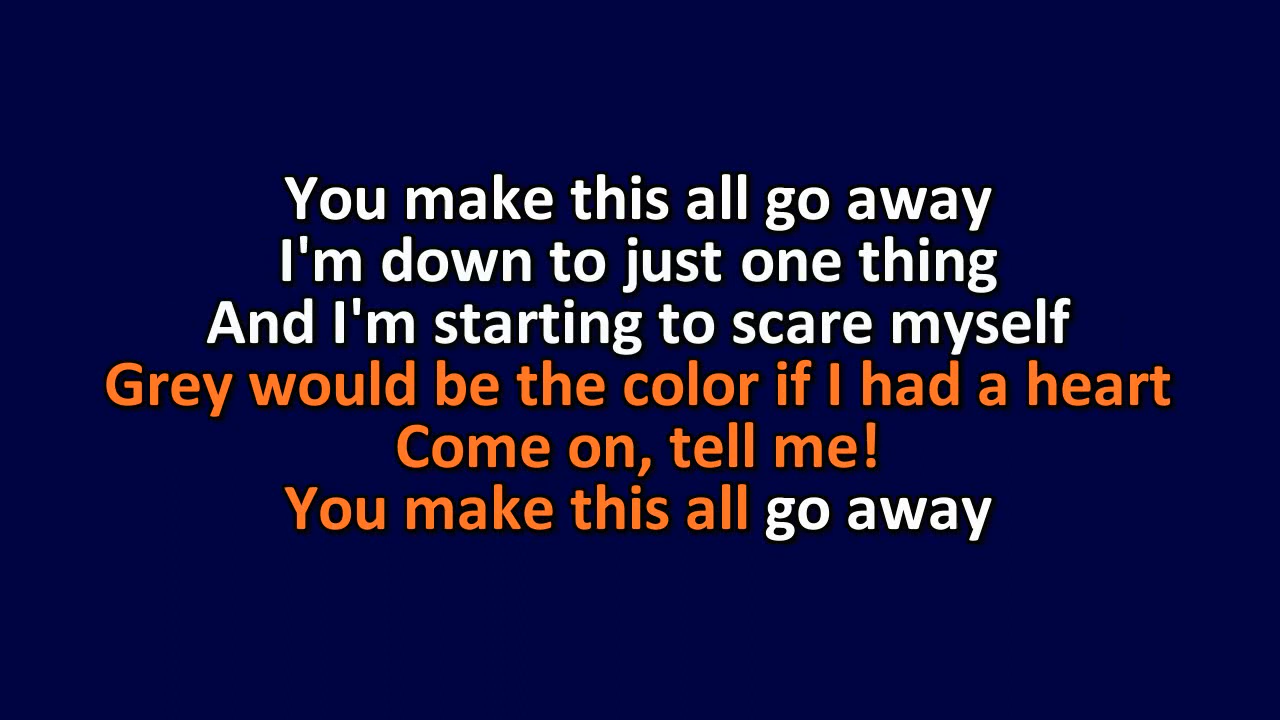 You make this all go away
I'm down to just one thing
And I'm starting to scare myself
Grey would be the color if I had a heart
Come on, tell me!
You make this all go away